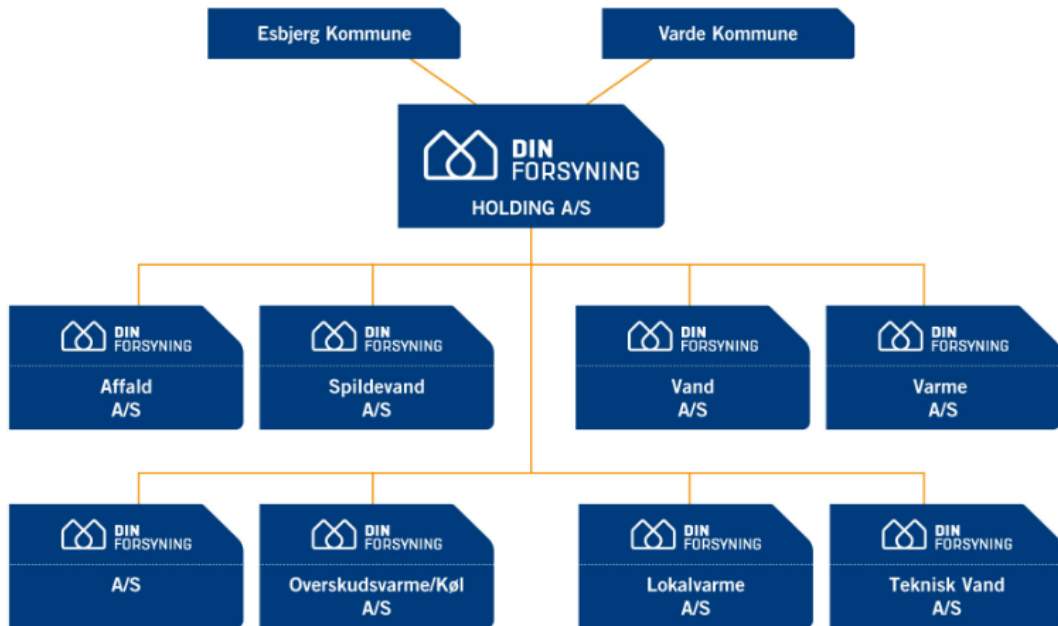 Esbjerg Kommune
Varde Kommune
DIN
FORSYNING
HOLDING A/S
DIN
FORSYNING
Affald
A/S
DIN
FORSYNING
Spildevand
A/S
DIN
FORSYNING
Vand
A/S
DIN
FORSYNING
Varme
A/S
DIN
FORSYNING
A/S
DIN
FORSYNING
Overskudsvarme/Køl
A/S
DIN
FORSYNING
Lokalvarme
A/S
DIN
FORSYNING
Teknisk Vand
A/S